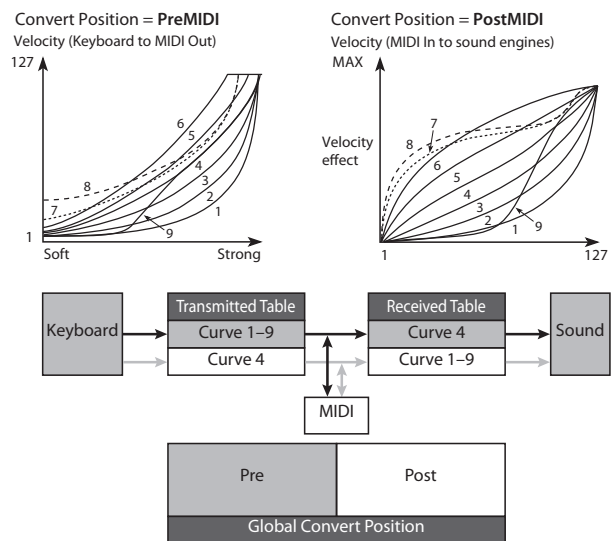 Convert Position = PreMIDI
Velocity (Keyboard to MIDI Out)
127
6
5
8
4
3
7
2
1
9
1
Soft
Strong
Convert Position = PostMIDI
Velocity (MIDI In to sound engines)
MAX
7
8
Velocity
effect
6
5
4
3
2
1
9
1
127
Keyboard
Transmitted Table
Curve 1–9
Curve 4
Received Table
Curve 4
Curve 1–9
Sound
MIDI
Pre
Post
Global Convert Position